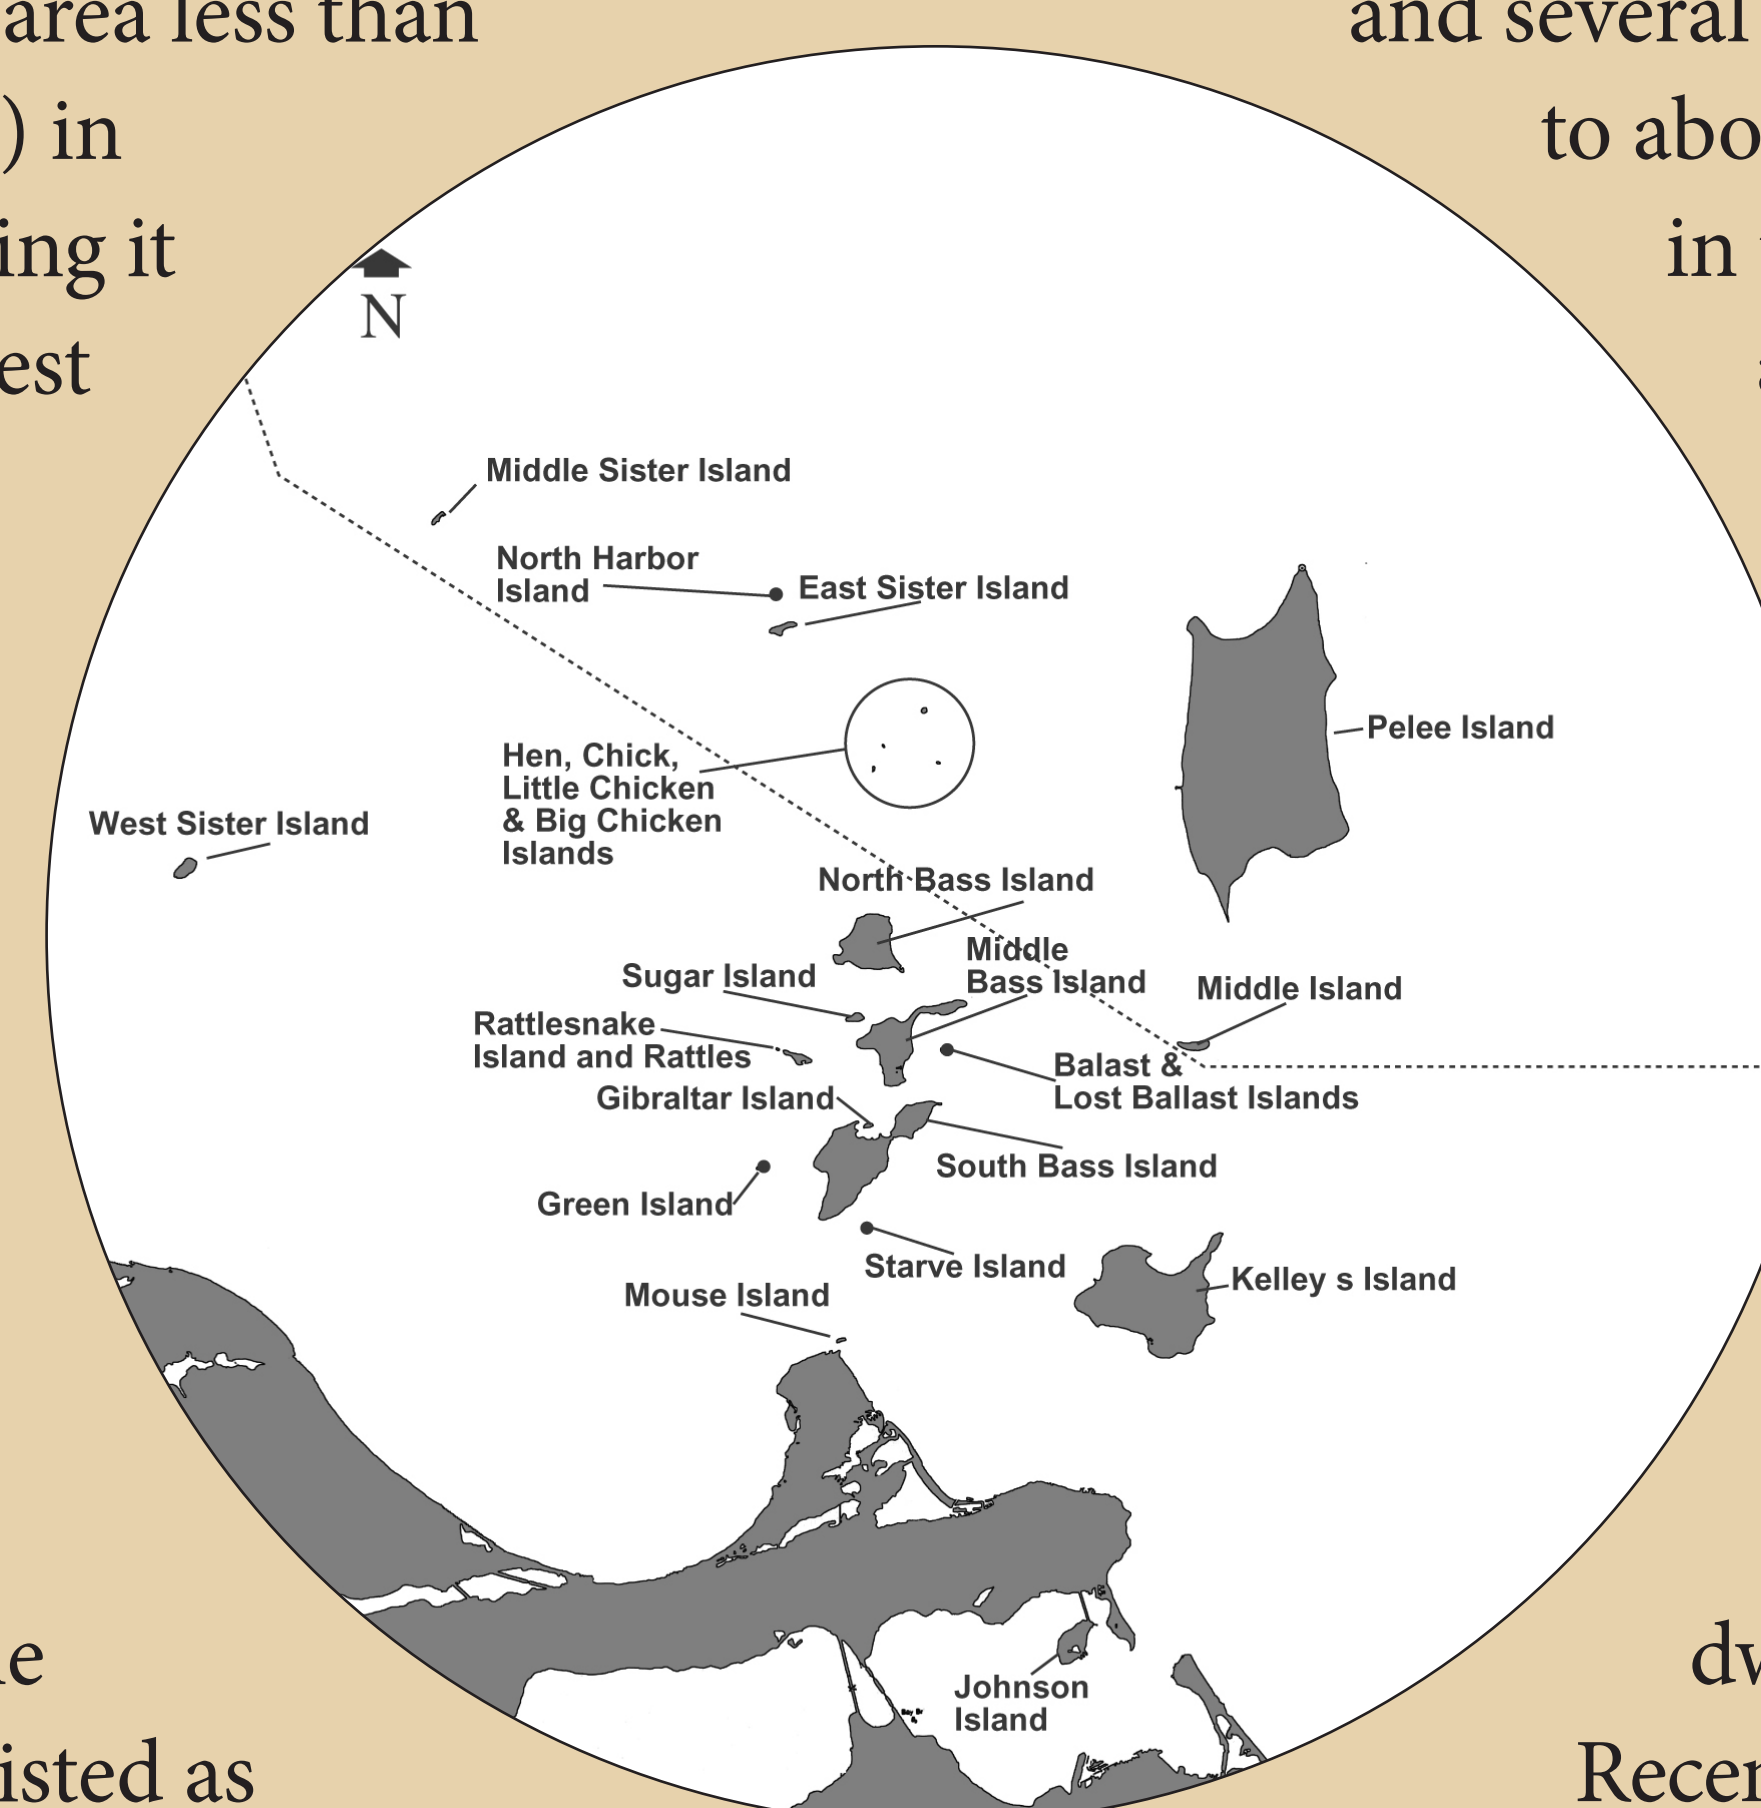 area less than
and several
) in
to abo
ing it
in
est
N
Middle Sister Island
North Harbor
Island
East Sister Island
Pelee Island
Hen, Chick,
Little Chicken
& Big Chicken
Islands
West Sister Island
North Bass Island
Middle
Bass Island
Sugar Island
Middle Island
Rattlesnake
Island and Rattles
Balast &
Lost Ballast Islands
Gibraltar Island
South Bass Island
Green Island
Starve Island
Kelley s Island
Mouse Island
Johnson
Island
Bay Br
dw
isted as
Recen